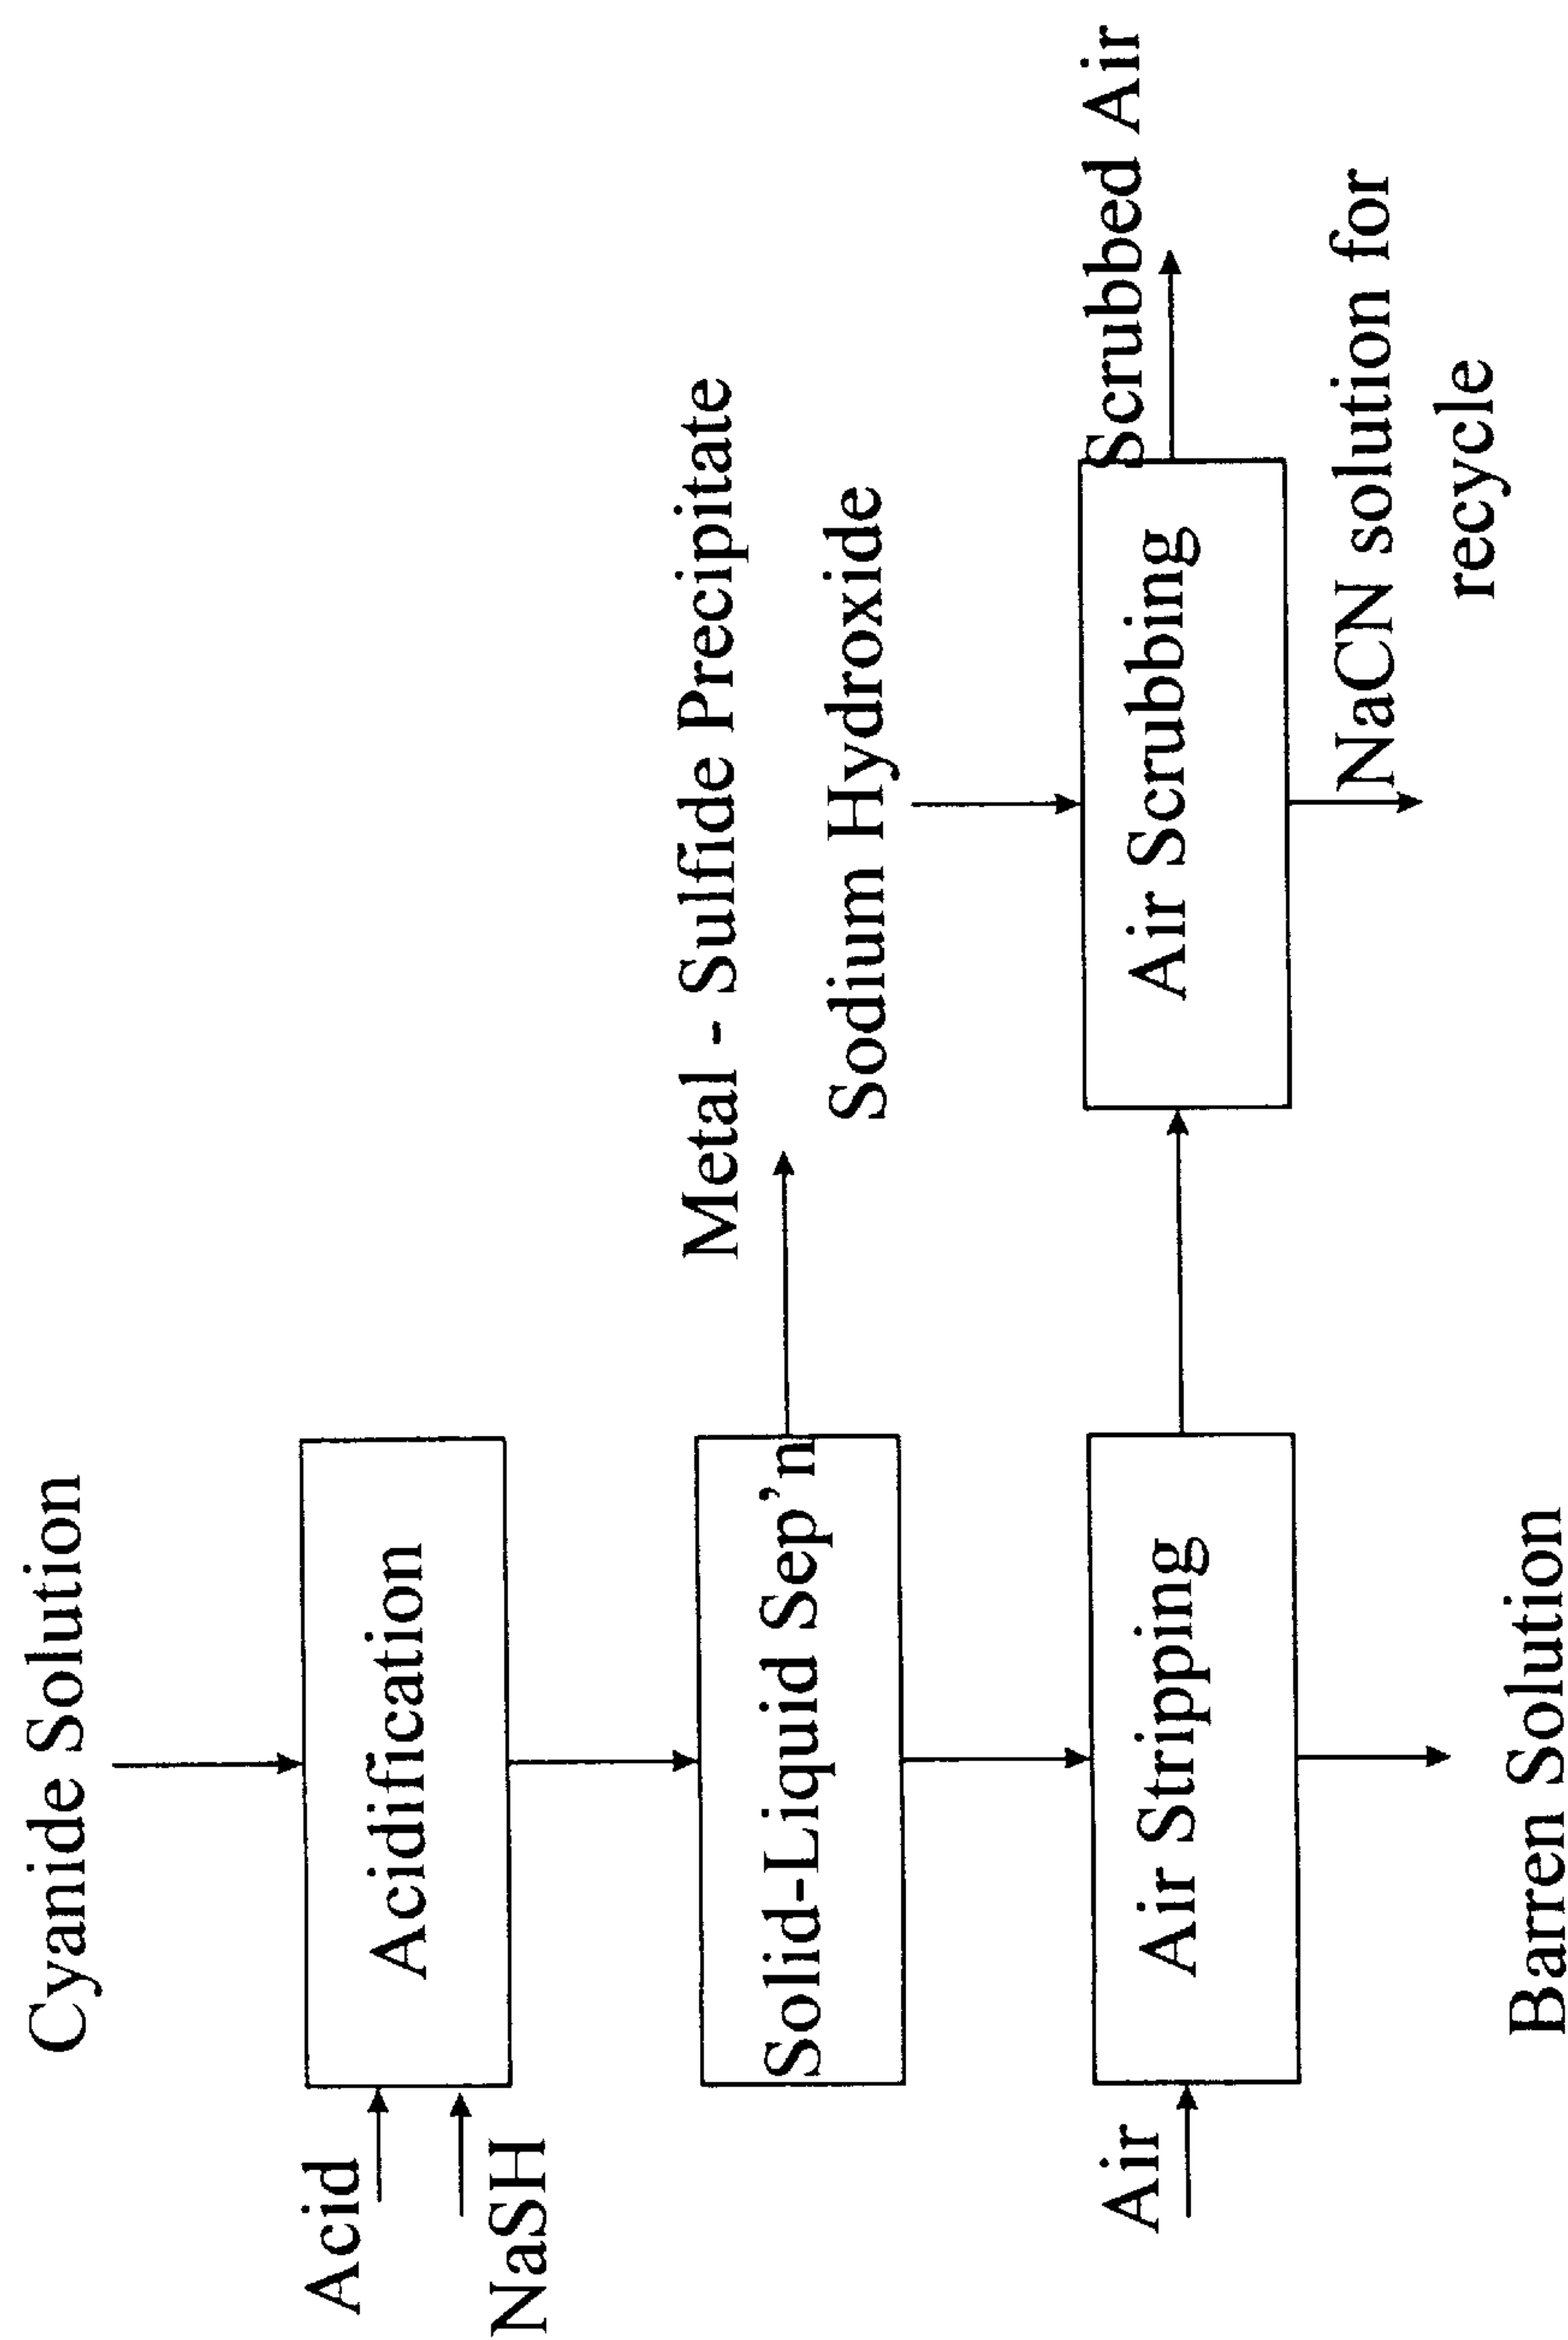 Cyanide Solution
Acid
NaSH
Acidification
Solid-Liquid Sep'n
Metal - Sulfide Precipitate
Air
Air Stripping
Barren Solution
Sodium Hydroxide
Air Scrubbing
Scrubbed Air
NaCN solution for
recycle